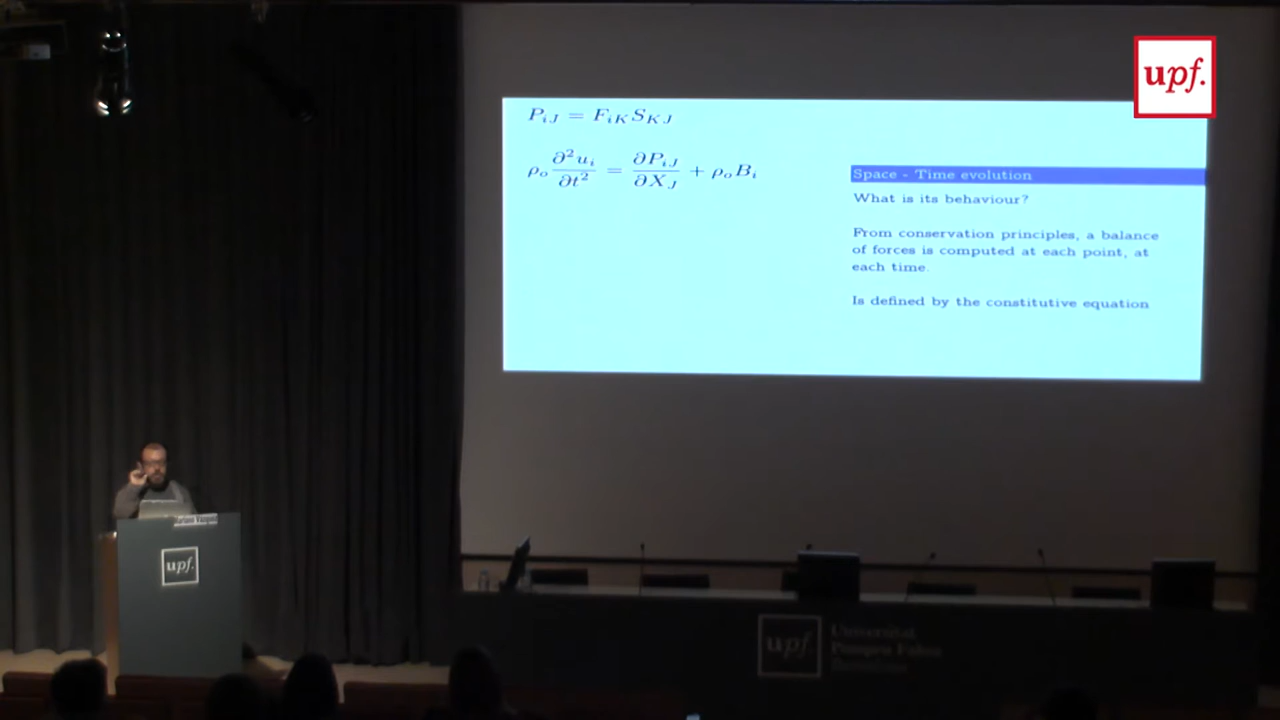 upf.
P_{iJ} = F_{iK} S_{KJ}
ρ_o ∂²u_i/∂t² = ∂P_{iJ}/∂X_J + ρ_o B_i
Space - Time evolution
What is its behaviour?
From conservation principles, a balance
of forces is computed at each point, at
each time.
Is defined by the constitutive equation
upf.
upf.
Universitat
Pompeu Fabra
Barcelona